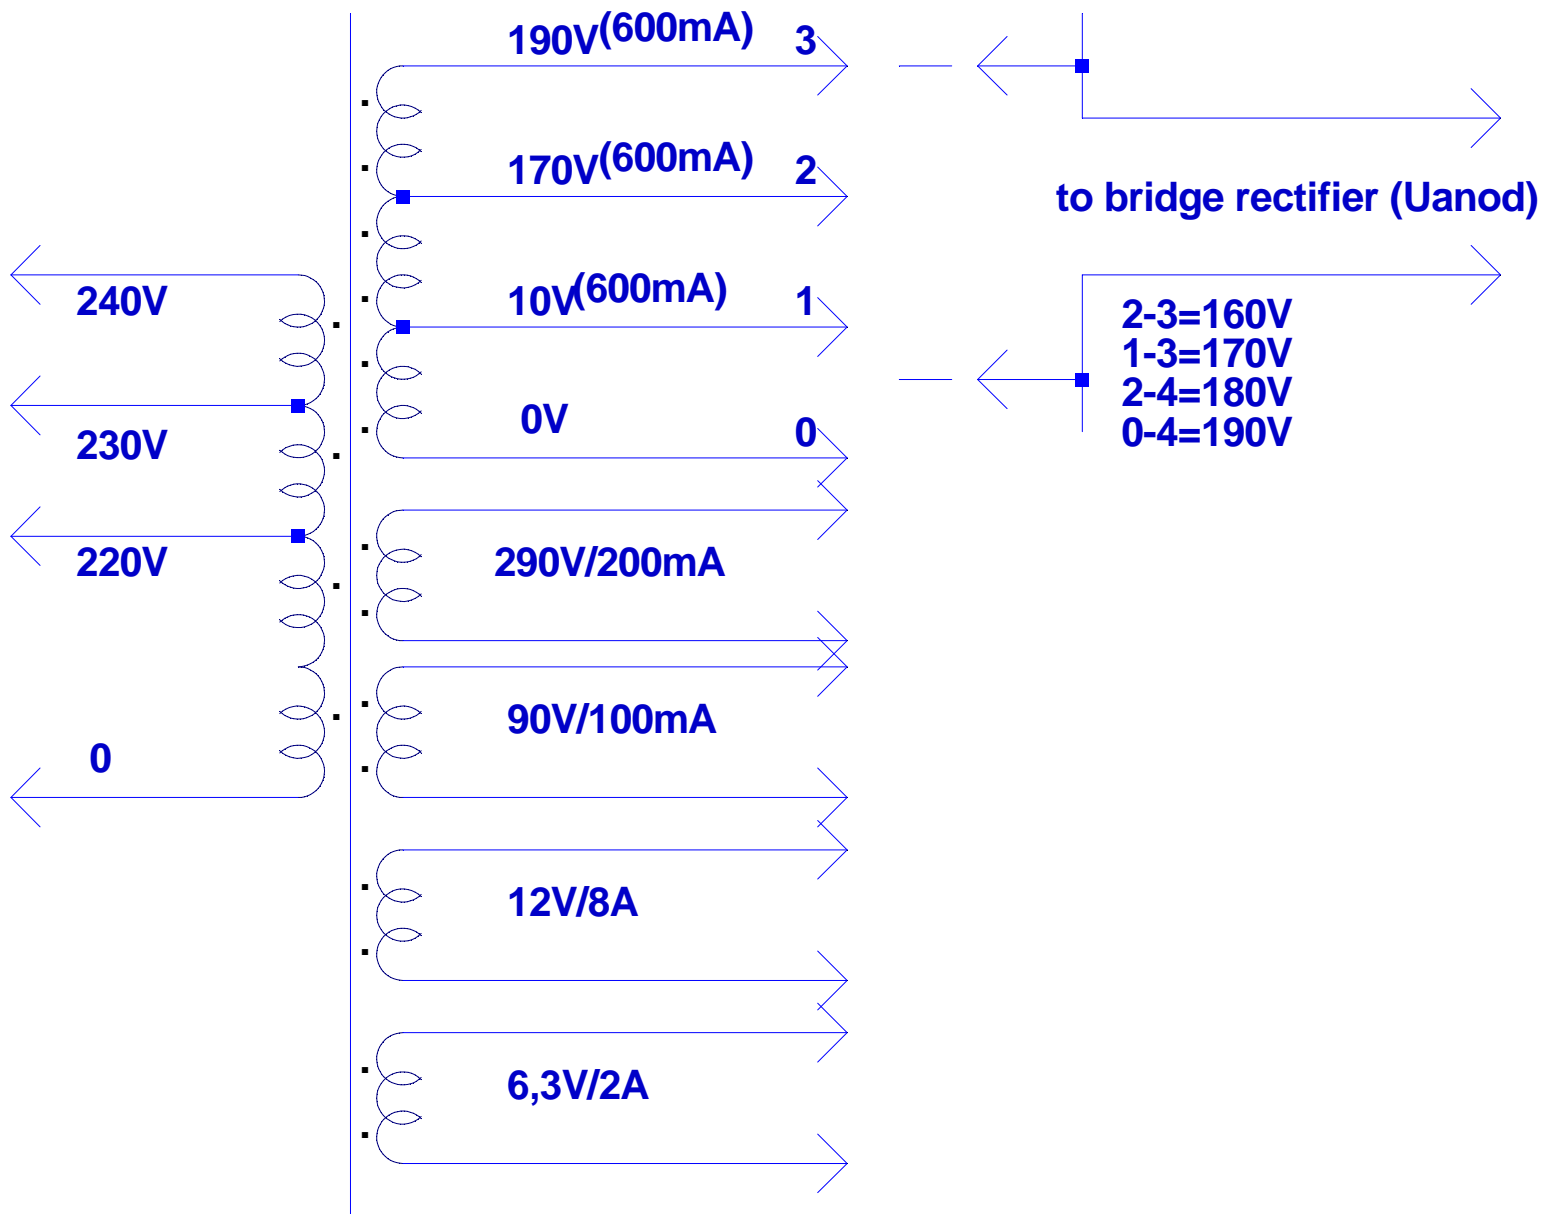 190V(600mA) 3
170V(600mA) 2
to bridge rectifier (Uanod)
240V
10V(600mA) 1
2-3=160V
1-3=170V
2-4=180V
0-4=190V
0V 0
230V
220V
290V/200mA
90V/100mA
0
12V/8A
6,3V/2A